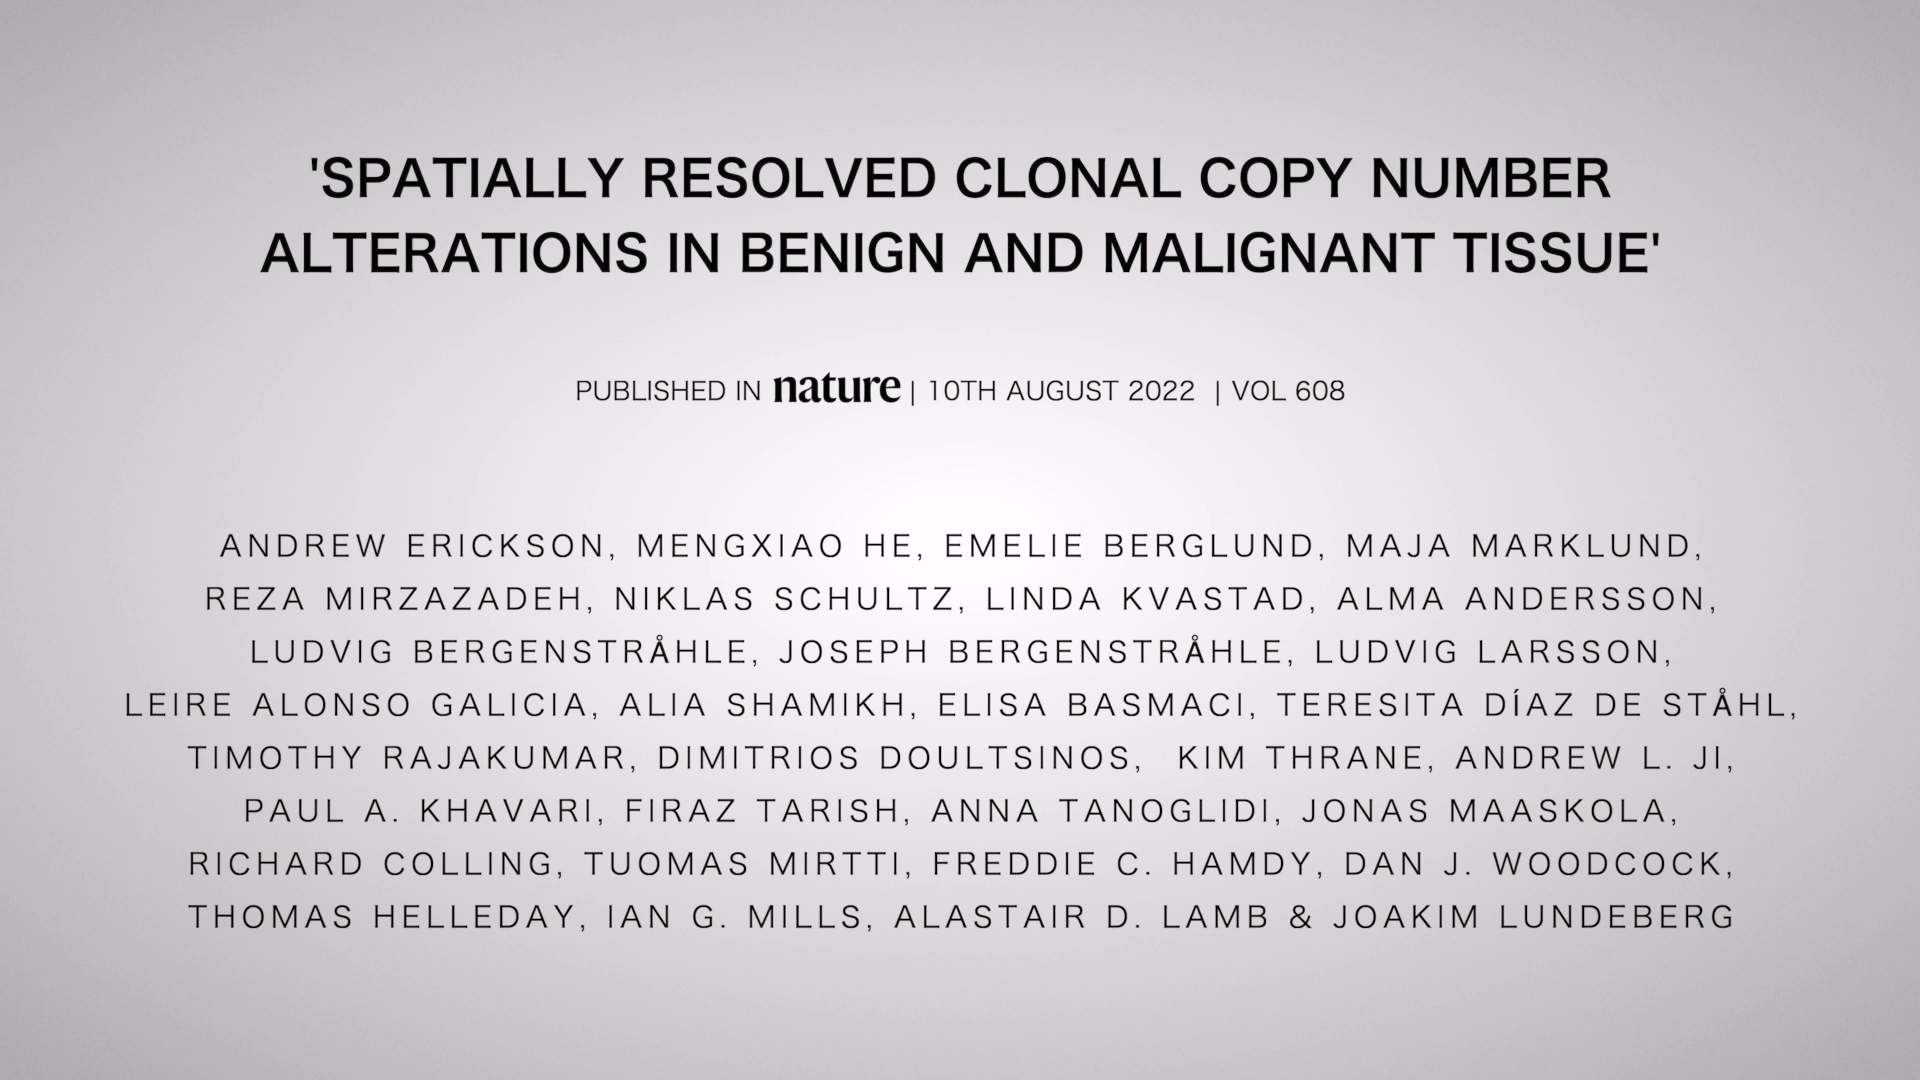 'SPATIALLY RESOLVED CLONAL COPY NUMBER
ALTERATIONS IN BENIGN AND MALIGNANT TISSUE'
PUBLISHED IN nature | 10TH AUGUST 2022 | VOL 608
ANDREW ERICKSON, MENGXIAO HE, EMELIE BERGLUND, MAJA MARKLUND,
REZA MIRZAZADEH, NIKLAS SCHULTZ, LINDA KVASTAD, ALMA ANDERSSON,
LUDVIG BERGENSTRÅHLE, JOSEPH BERGENSTRÅHLE, LUDVIG LARSSON,
LEIRE ALONSO GALICIA, ALIA SHAMIKH, ELISA BASMACI, TERESITA DíAZ DE STÅHL,
TIMOTHY RAJAKUMAR, DIMITRIOS DOULTSINOS, KIM THRANE, ANDREW L. JI,
PAUL A. KHAVARI, FIRAZ TARISH, ANNA TANOGLIDI, JONAS MAASKOLA,
RICHARD COLLING, TUOMAS MIRTTI, FREDDIE C. HAMDY, DAN J. WOODCOCK,
THOMAS HELLEDAY, IAN G. MILLS, ALASTAIR D. LAMB & JOAKIM LUNDEBERG